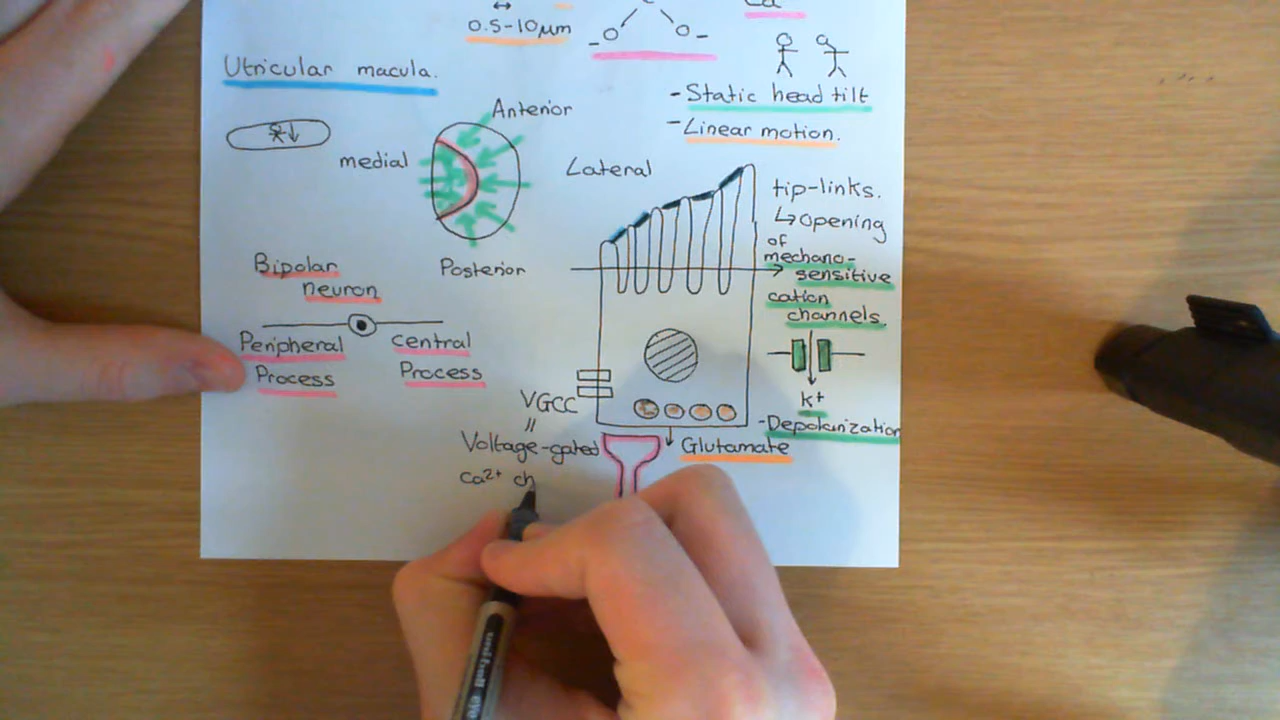 0.5-10μm
-O O-
Utricular macula.
- Static head tilt
- Linear motion.
Anterior
medial
Lateral
Posterior
tip-links.
↳opening
of
mechano-
sensitive
cation
channels.
K+
-Depolarization
Bipolar
neuron
Peripheral
Process
central
Process
VGCC
=
Voltage-gated
Ca2+ ch
Glutamate